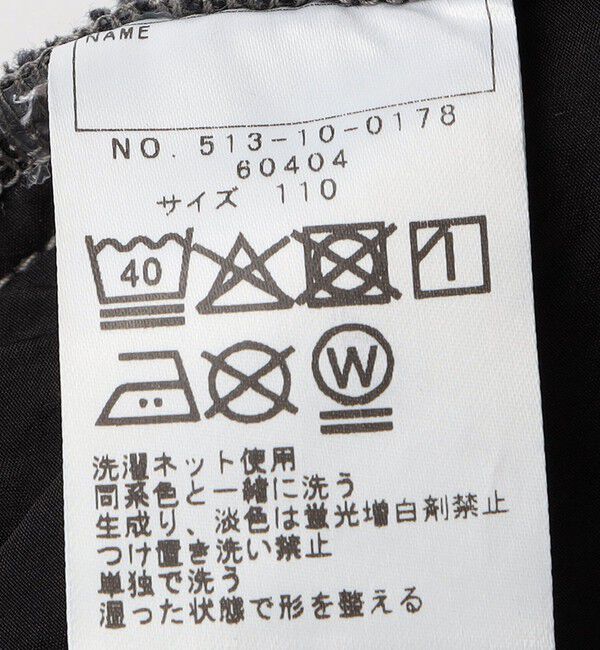 NAME
NO. 513-10-0178
60404
サイズ 110
40
W
洗濯ネット使用
同系色と一緒に洗う
生成り、淡色は蛍光増白剤禁止
つけ置き洗い禁止
単独で洗う
湿った状態で形を整える